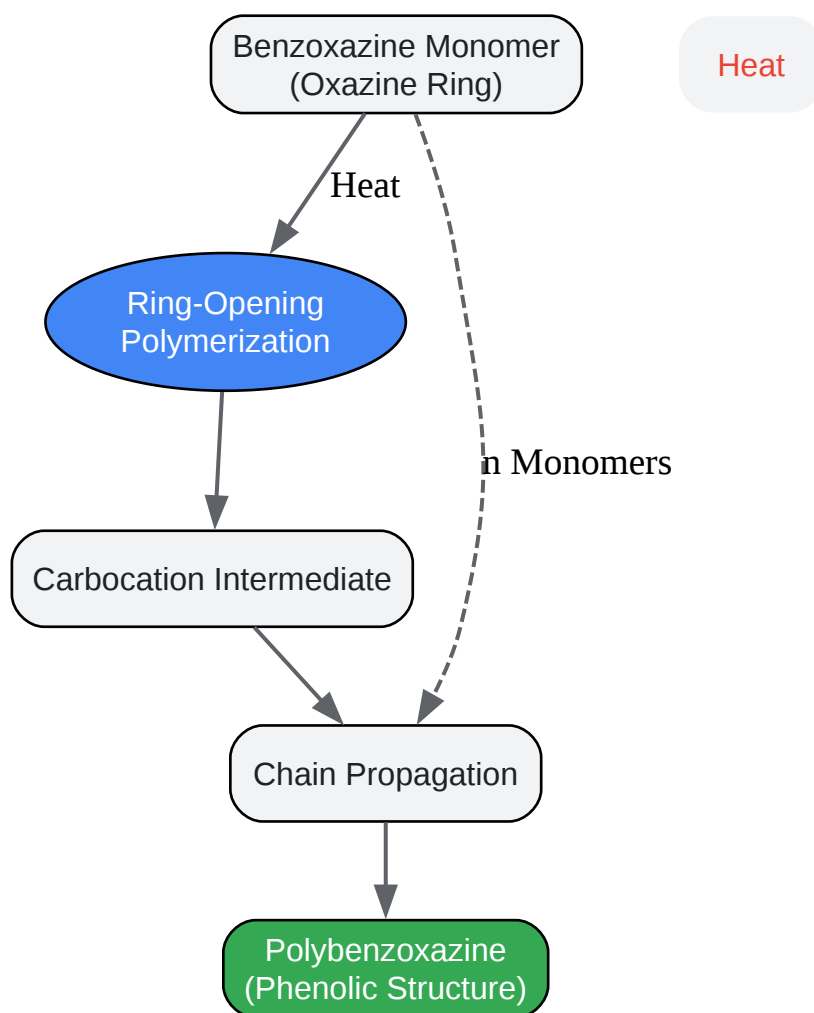 Benzoxazine Monomer
(Oxazine Ring)
Heat
Heat
Ring-Opening
Polymerization
n Monomers
Carbocation Intermediate
Chain Propagation
Polybenzoxazine
(Phenolic Structure)